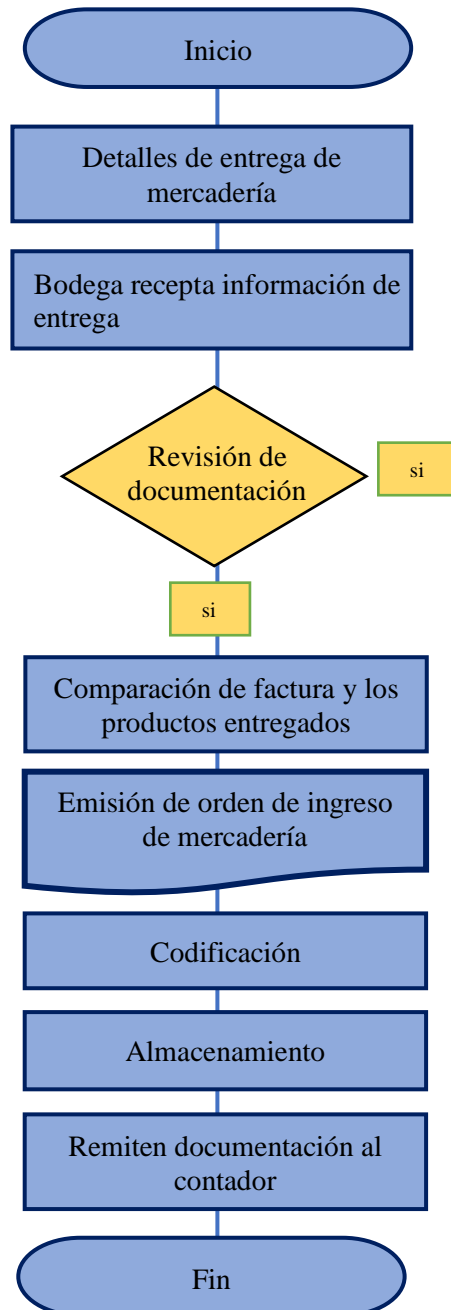 Inicio
Detalles de entrega de
mercadería
Bodega recepta información de
entrega
Revisión de
documentación
si
si
Comparación de factura y los
productos entregados
Emisión de orden de ingreso
de mercadería
Codificación
Almacenamiento
Remiten documentación al
contador
Fin